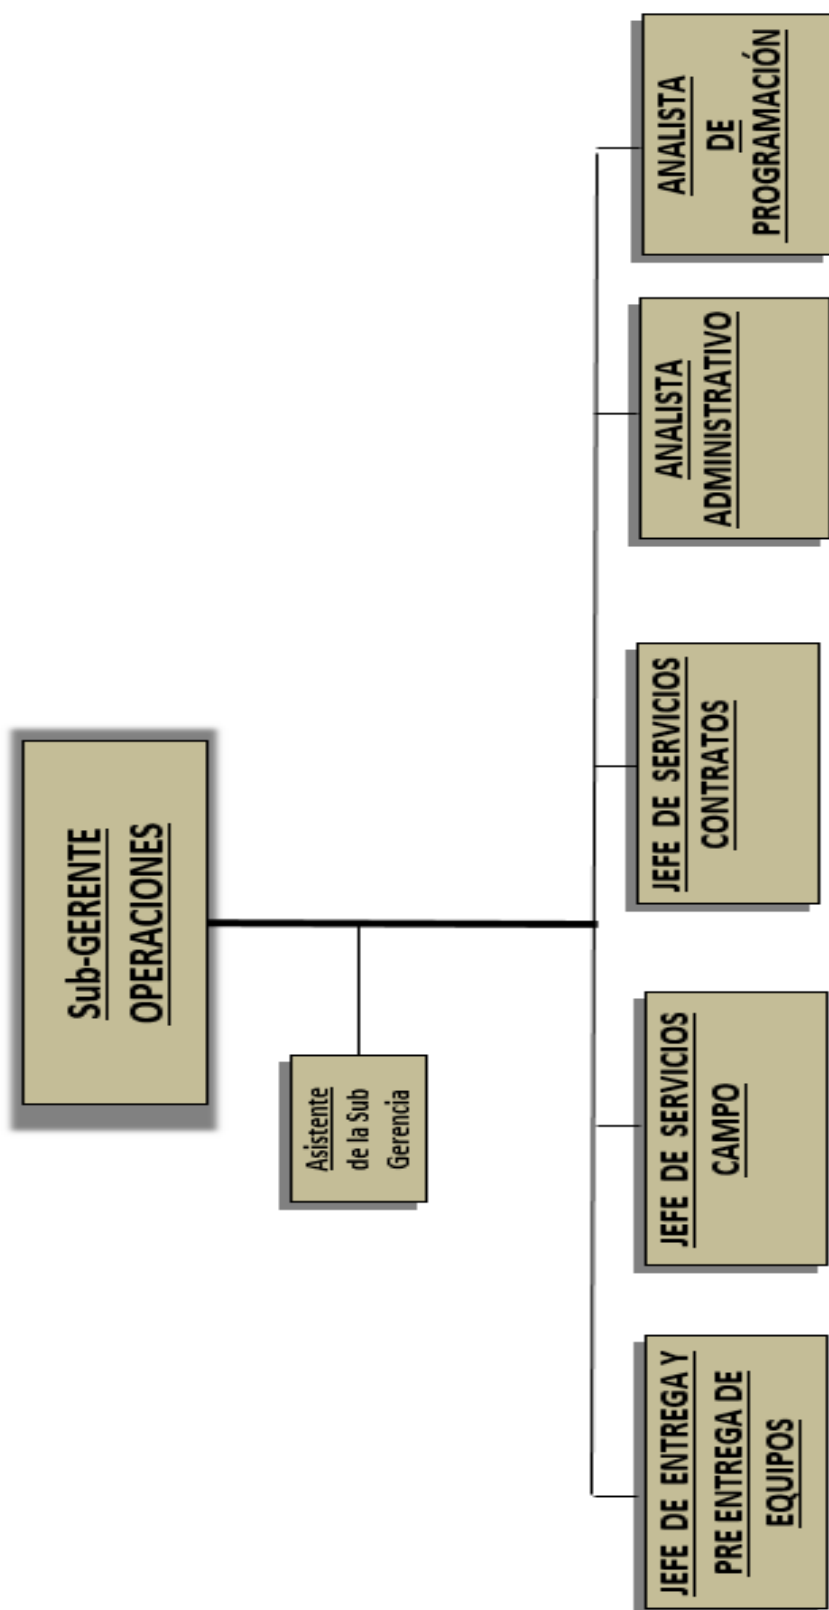 Sub-GERENTE
OPERACIONES
Asistente
de la Sub
Gerencia
JEFE DE ENTREGA Y
PRE ENTREGA DE
EQUIPOS
JEFE DE SERVICIOS
CAMPO
JEFE DE SERVICIOS
CONTRATOS
ANALISTA
ADMINISTRATIVO
ANALISTA
DE
PROGRAMACIÓN